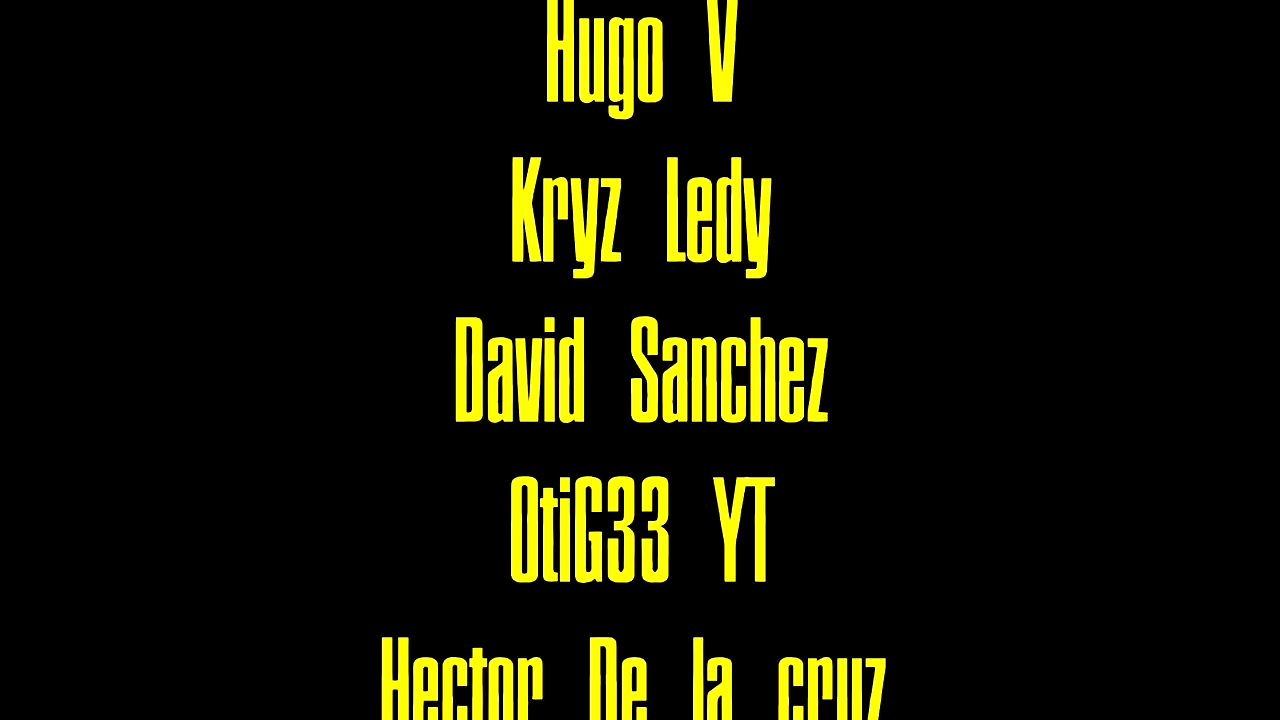 Hugo V
Kryz Ledy
David Sanchez
OtiG33 YT
Hector De la cruz